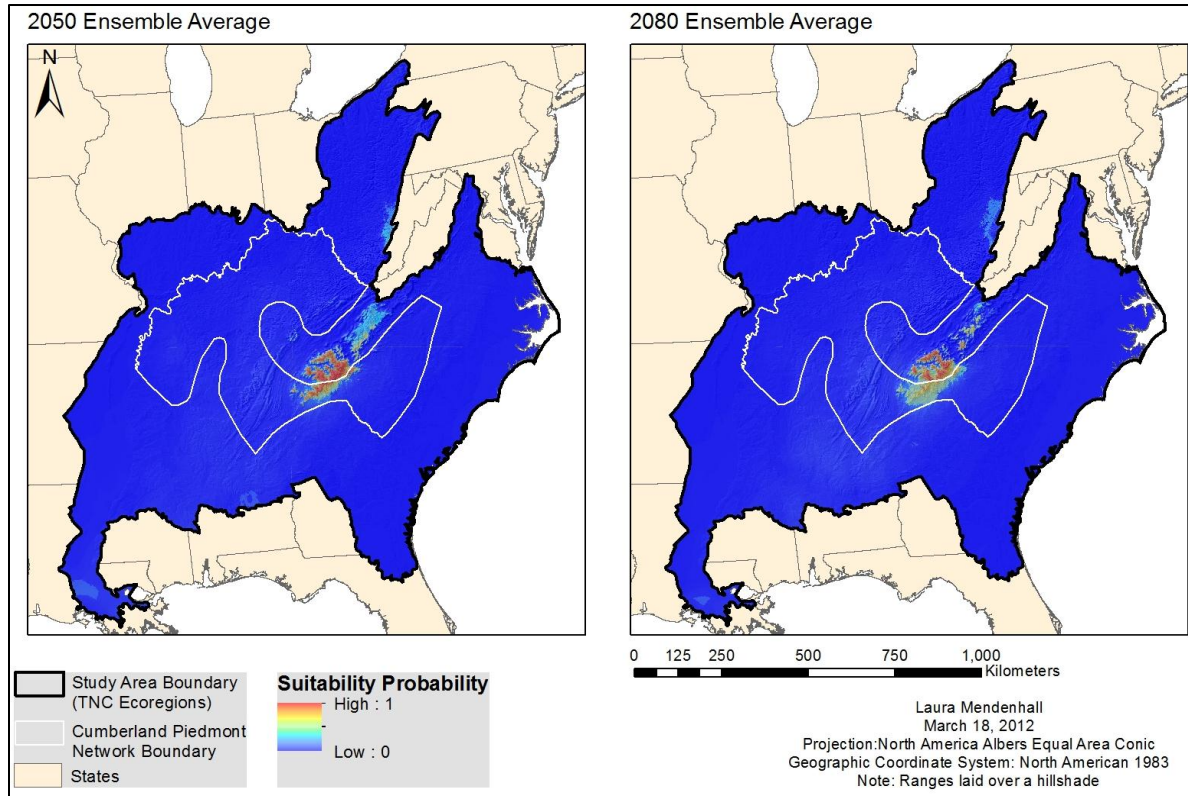 2050 Ensemble Average
2080 Ensemble Average
N
Study Area Boundary
(TNC Ecoregions)
Cumberland Piedmont
Network Boundary
States
Suitability Probability
High : 1
Low : 0
0 125 250 500 750 1,000
Kilometers
Laura Mendenhall
March 18, 2012
Projection:North America Albers Equal Area Conic
Geographic Coordinate System: North American 1983
Note: Ranges laid over a hillshade